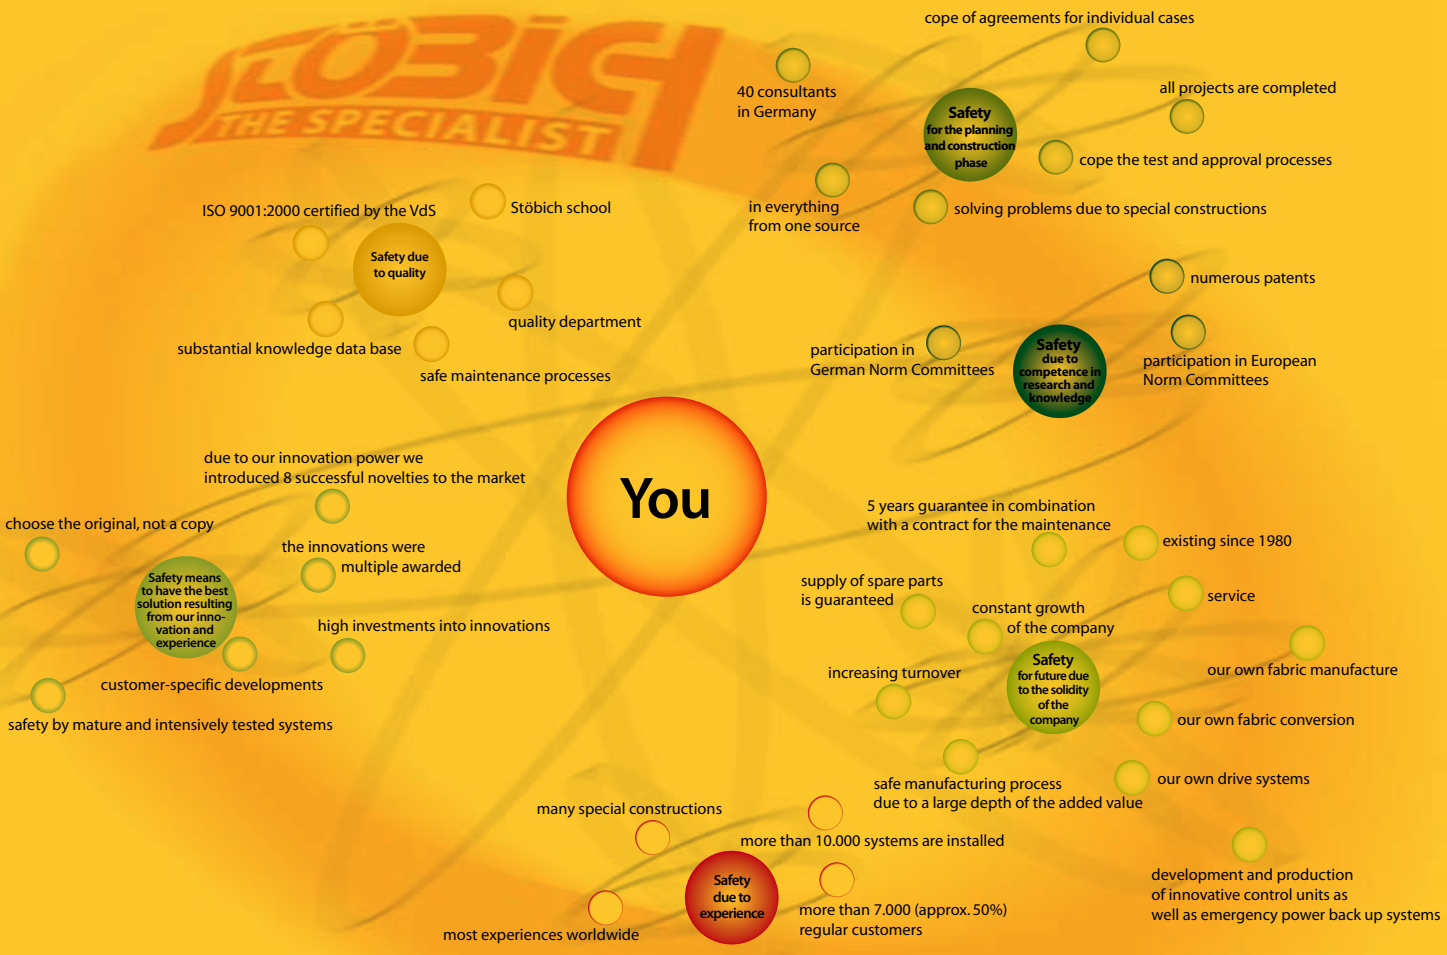 STÖBICH
THE SPECIALIST
cope of agreements for individual cases
40 consultants
in Germany
all projects are completed
Safety
for the planning
and construction
phase
cope the test and approval processes
in everything
from one source
solving problems due to special constructions
ISO 9001:2000 certified by the VdS
Stöbich school
Safety due
to quality
quality department
substantial knowledge data base
safe maintenance processes
numerous patents
participation in
German Norm Committees
Safety
due to
competence in
research and
knowledge
participation in European
Norm Committees
You
due to our innovation power we
introduced 8 successful novelties to the market
choose the original, not a copy
the innovations were
multiple awarded
Safety means
to have the best
solution resulting
from our inno-
vation and
experience
high investments into innovations
customer-specific developments
safety by mature and intensively tested systems
5 years guarantee in combination
with a contract for the maintenance
existing since 1980
supply of spare parts
is guaranteed
service
constant growth
of the company
increasing turnover
Safety
for future due
to the solidity
of the
company
our own fabric manufacture
our own fabric conversion
safe manufacturing process
due to a large depth of the added value
our own drive systems
many special constructions
more than 10.000 systems are installed
Safety
due to
experience
more than 7.000 (approx. 50%)
regular customers
most experiences worldwide
development and production
of innovative control units as
well as emergency power back up systems